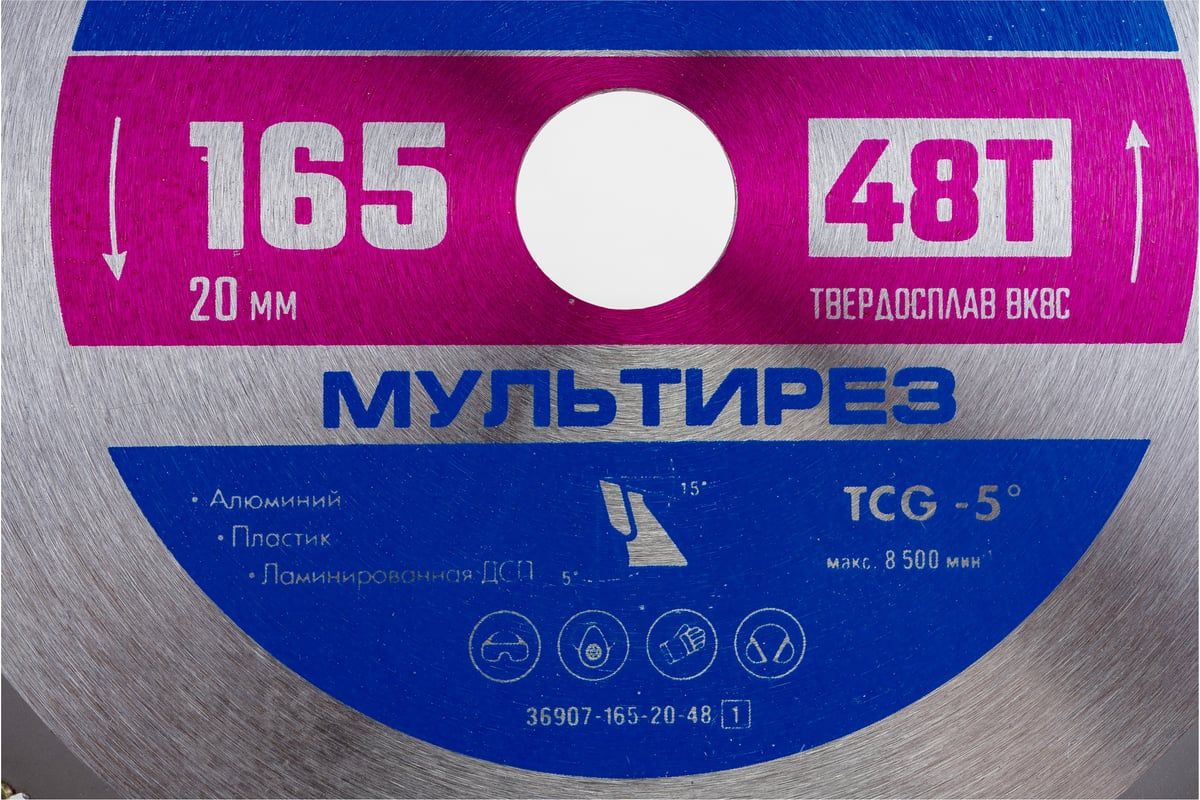 165
48T
20 мм
ТВЕРДОСПЛАВ ВК8С
МУЛЬТИРЕЗ
• Алюминий
• Пластик
• Ламинированная ДСП
15°
5°
TCG -5°
макс. 8 500 мин⁻¹
36907-165-20-48 1